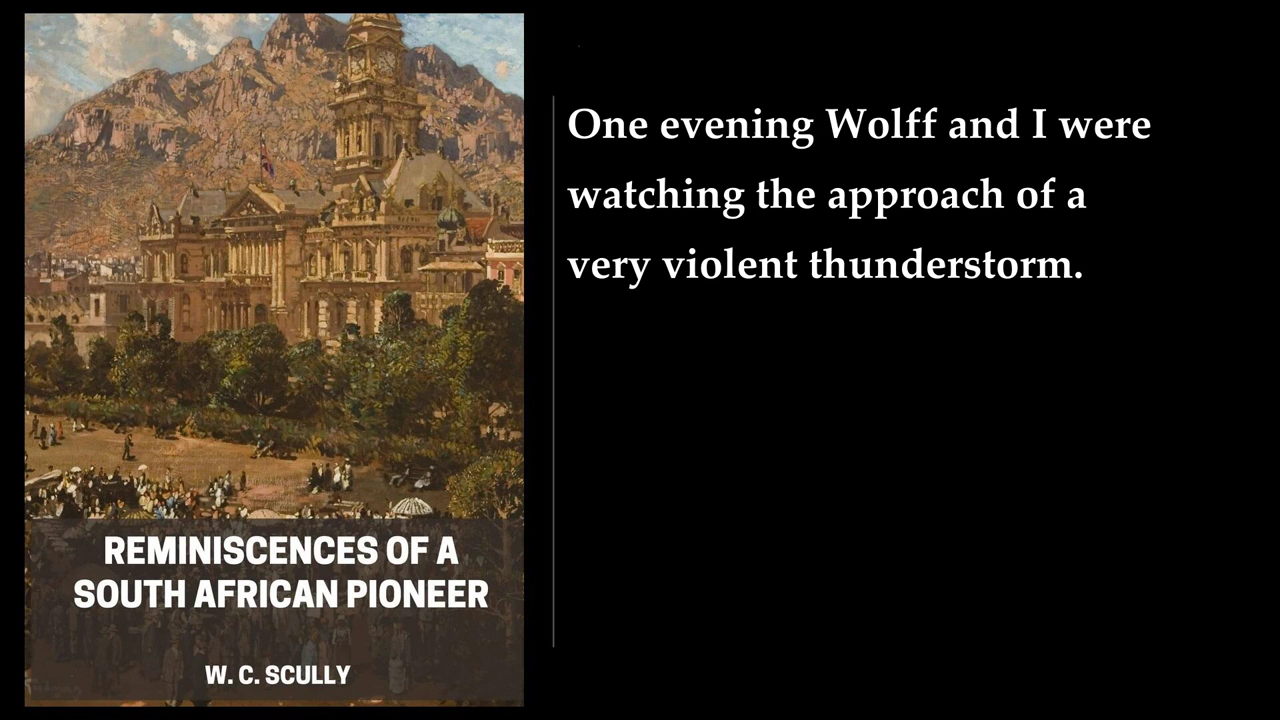 One evening Wolff and I were
watching the approach of a
very violent thunderstorm.
REMINISCENCES OF A
SOUTH AFRICAN PIONEER
W. C. SCULLY